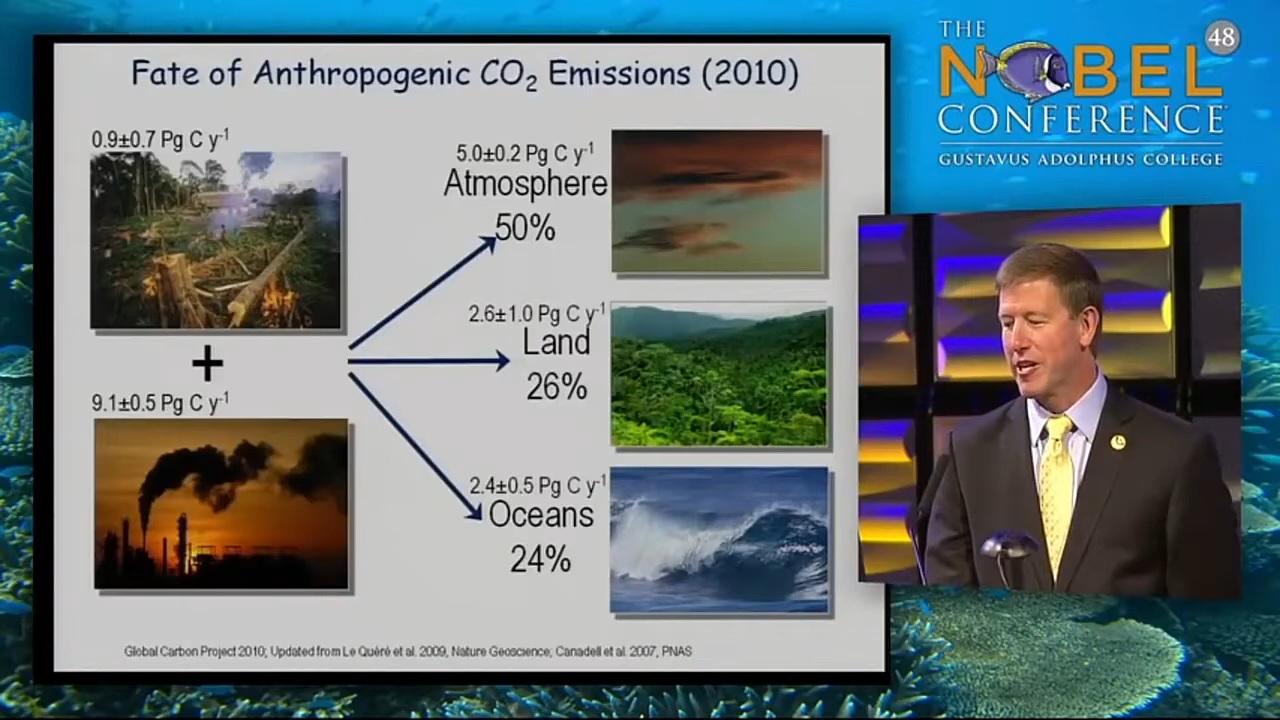 Fate of Anthropogenic CO₂ Emissions (2010)
0.9±0.7 Pg C y⁻¹
+
9.1±0.5 Pg C y⁻¹
5.0±0.2 Pg C y⁻¹
Atmosphere
50%
2.6±1.0 Pg C y⁻¹
Land
26%
2.4±0.5 Pg C y⁻¹
Oceans
24%
Global Carbon Project 2010; Updated from Le Quéré et al. 2009, Nature Geoscience; Canadell et al. 2007, PNAS
THE
NOBEL
48
CONFERENCE
GUSTAVUS ADOLPHUS COLLEGE